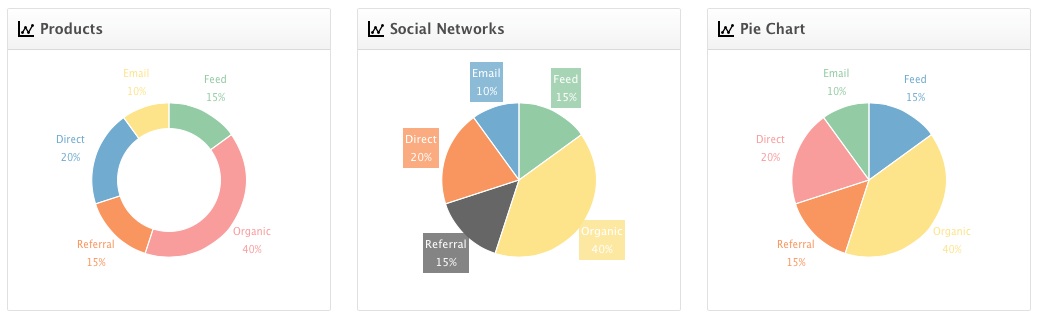 Products
Email
10%
Feed
15%
Direct
20%
Organic
40%
Referral
15%
Social Networks
Email
10%
Feed
15%
Direct
20%
Organic
40%
Referral
15%
Pie Chart
Email
10%
Feed
15%
Direct
20%
Organic
40%
Referral
15%